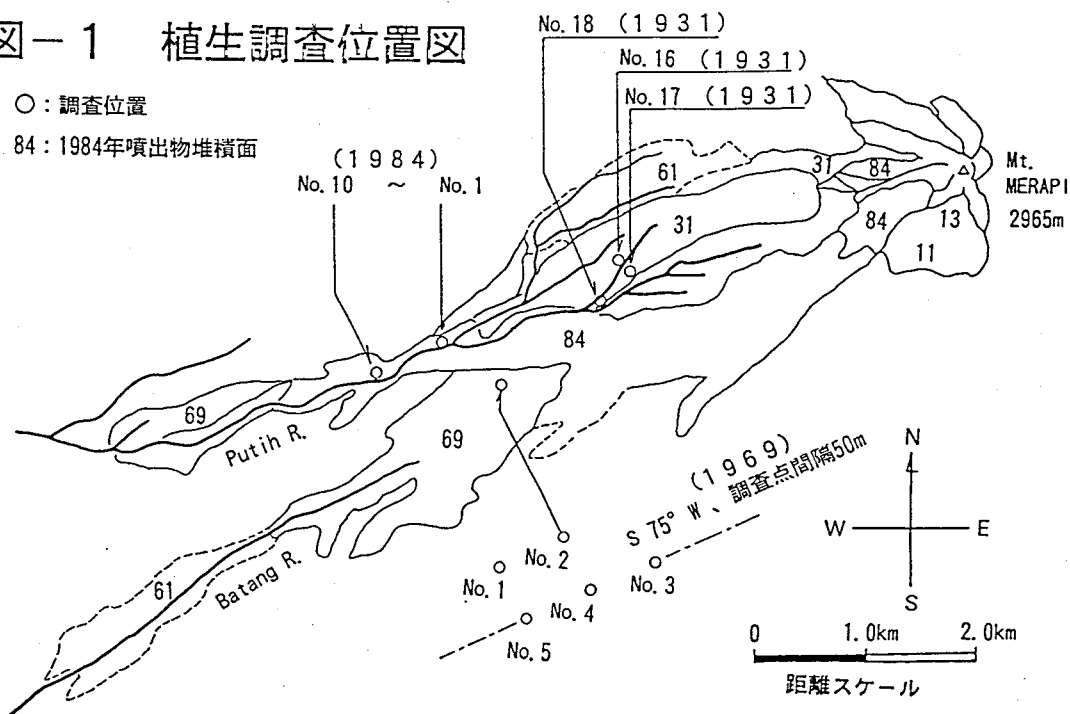 図－1 植生調査位置図
○：調査位置
84：1984年噴出物堆積面
No. 18 (1931)
No. 16 (1931)
No. 17 (1931)
(1984)
No. 10 ～ No. 1
61
31
84
31
84
13
11
Mt.
MERAPI
2965m
84
69
Putih R.
69
61
Batang R.
(1969)
S 75° W、調査点間隔50m
No. 2
No. 1
No. 3
No. 4
No. 5
N
W
E
S
0 1.0km 2.0km
距離スケール